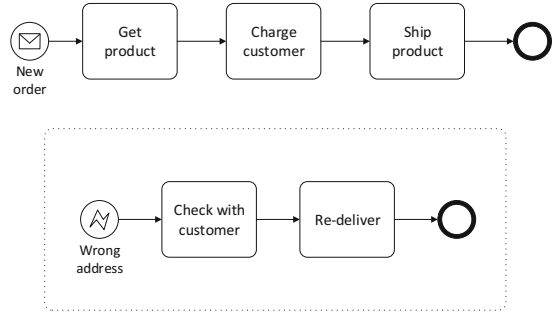 Get
product
Charge
customer
Ship
product
New
order
Check with
customer
Re-deliver
Wrong
address